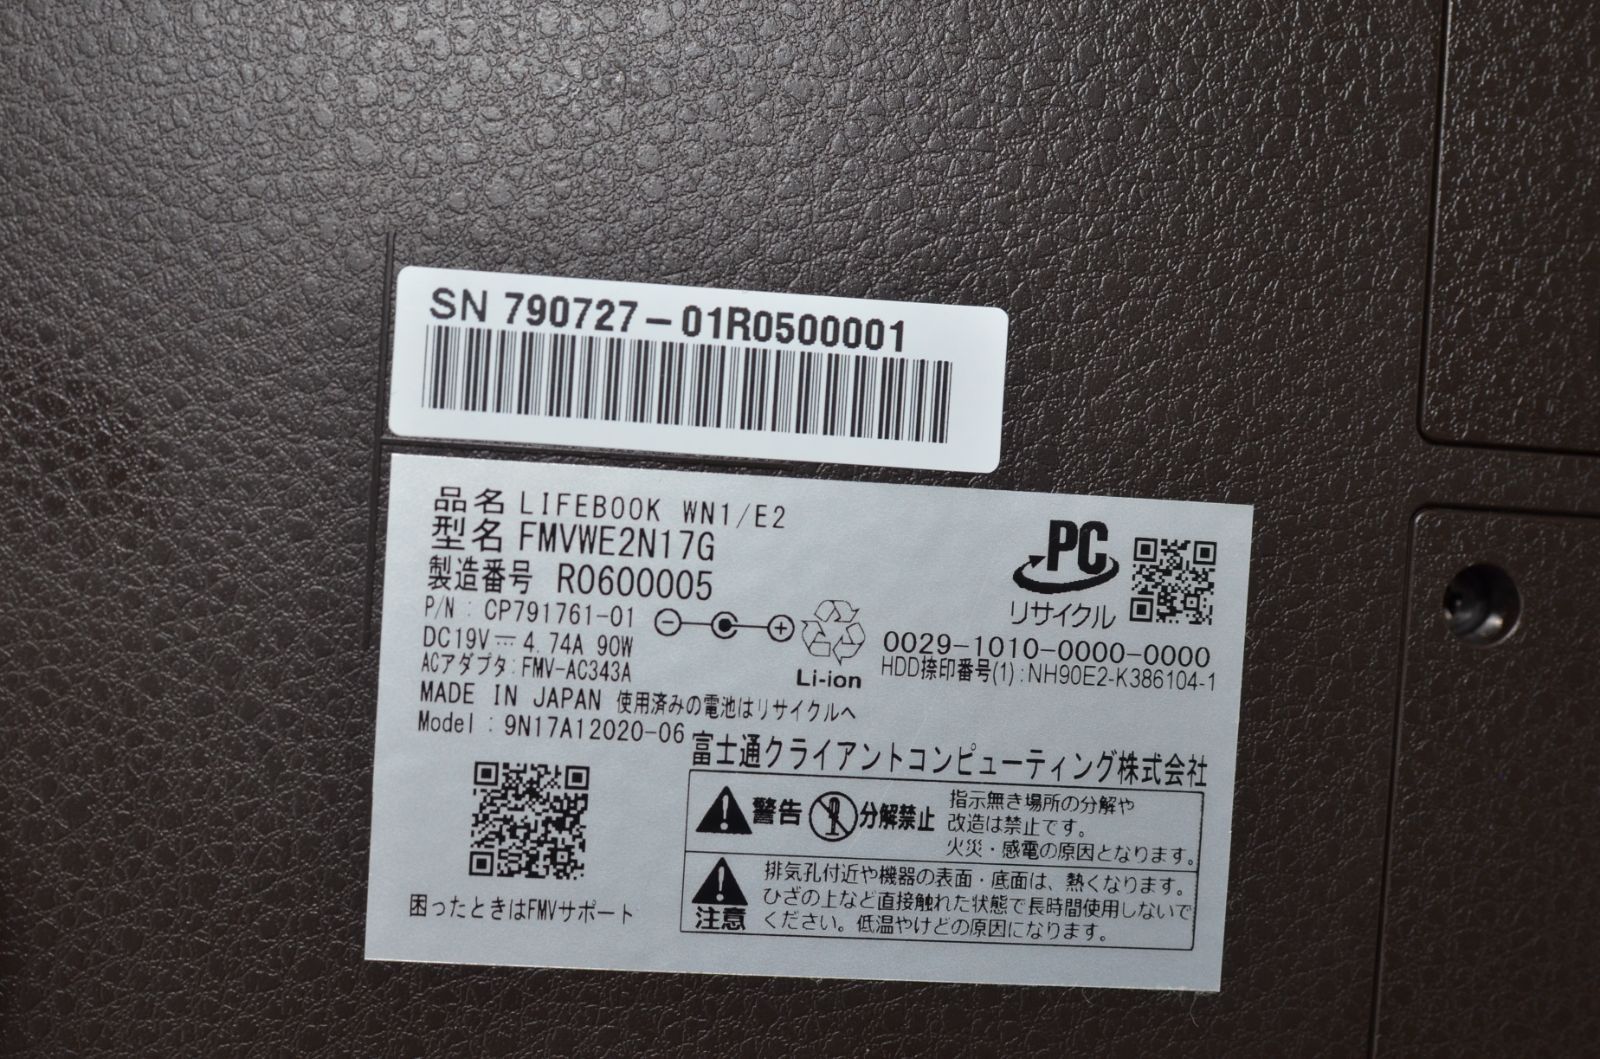 SN 790727-01R0500001
品名 LIFEBOOK WN1/E2
型名 FMVWE2N17G
製造番号 R0600005
P/N : CP791761-01
DC19V⎓ 4.74A 90W
ACアダプタ:FMV-AC343A
Li-ion
PC
リサイクル
0029-1010-0000-0000
HDD捺印番号(1):NH90E2-K386104-1
MADE IN JAPAN 使用済みの電池はリサイクルへ
Model : 9N17A12020-06
富士通クライアントコンピューティング株式会社
警告 分解禁止
指示無き場所の分解や
改造は禁止です。
火災・感電の原因となります。
注意
排気孔付近や機器の表面・底面は、熱くなります。
ひざの上など直接触れた状態で長時間使用しないで
ください。低温やけどの原因になります。
困ったときはFMVサポート